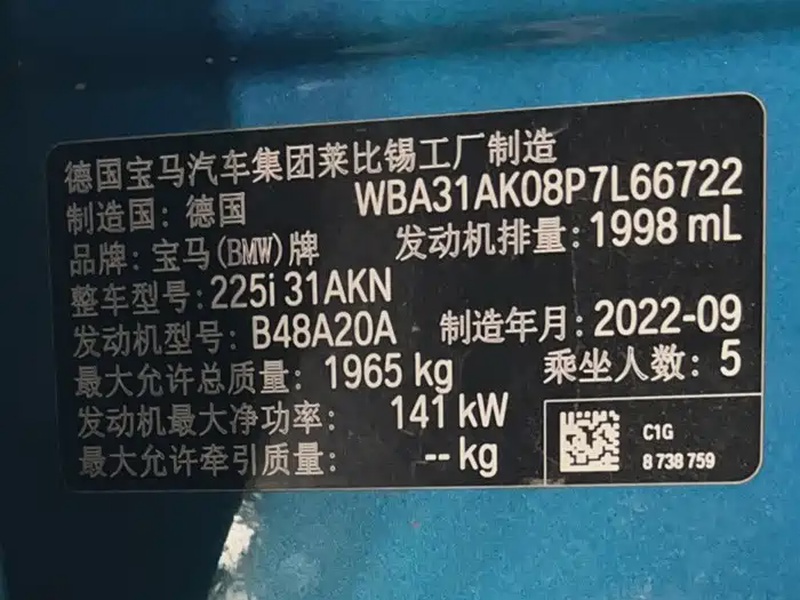 德国宝马汽车集团莱比锡工厂制造
制造国：德国 WBA31AK08P7L66722
品牌：宝马(BMW)牌 发动机排量：1998 mL
整车型号：225i 31AKN
发动机型号：B48A20A 制造年月：2022-09
最大允许总质量：1965 kg 乘坐人数：5
发动机最大净功率：141 kW
最大允许牵引质量：-- kg
C1G
8 738 759